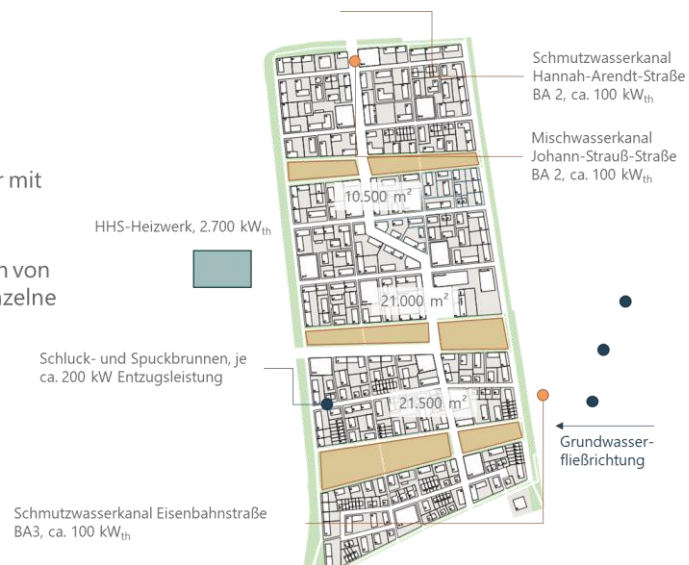 Schmutzwasserkanal
Hannah-Arendt-Straße
BA 2, ca. 100 kWth
Mischwasserkanal
Johann-Strauß-Straße
BA 2, ca. 100 kWth
mit
10.500 m²
HHS-Heizwerk, 2.700 kWth
von
21.000 m²
Schluck- und Spuckbrunnen, je
ca. 200 kW Entzugsleistung
21.500 m²
Grundwasser-
fließrichtung
Schmutzwasserkanal Eisenbahnstraße
BA3, ca. 100 kWth